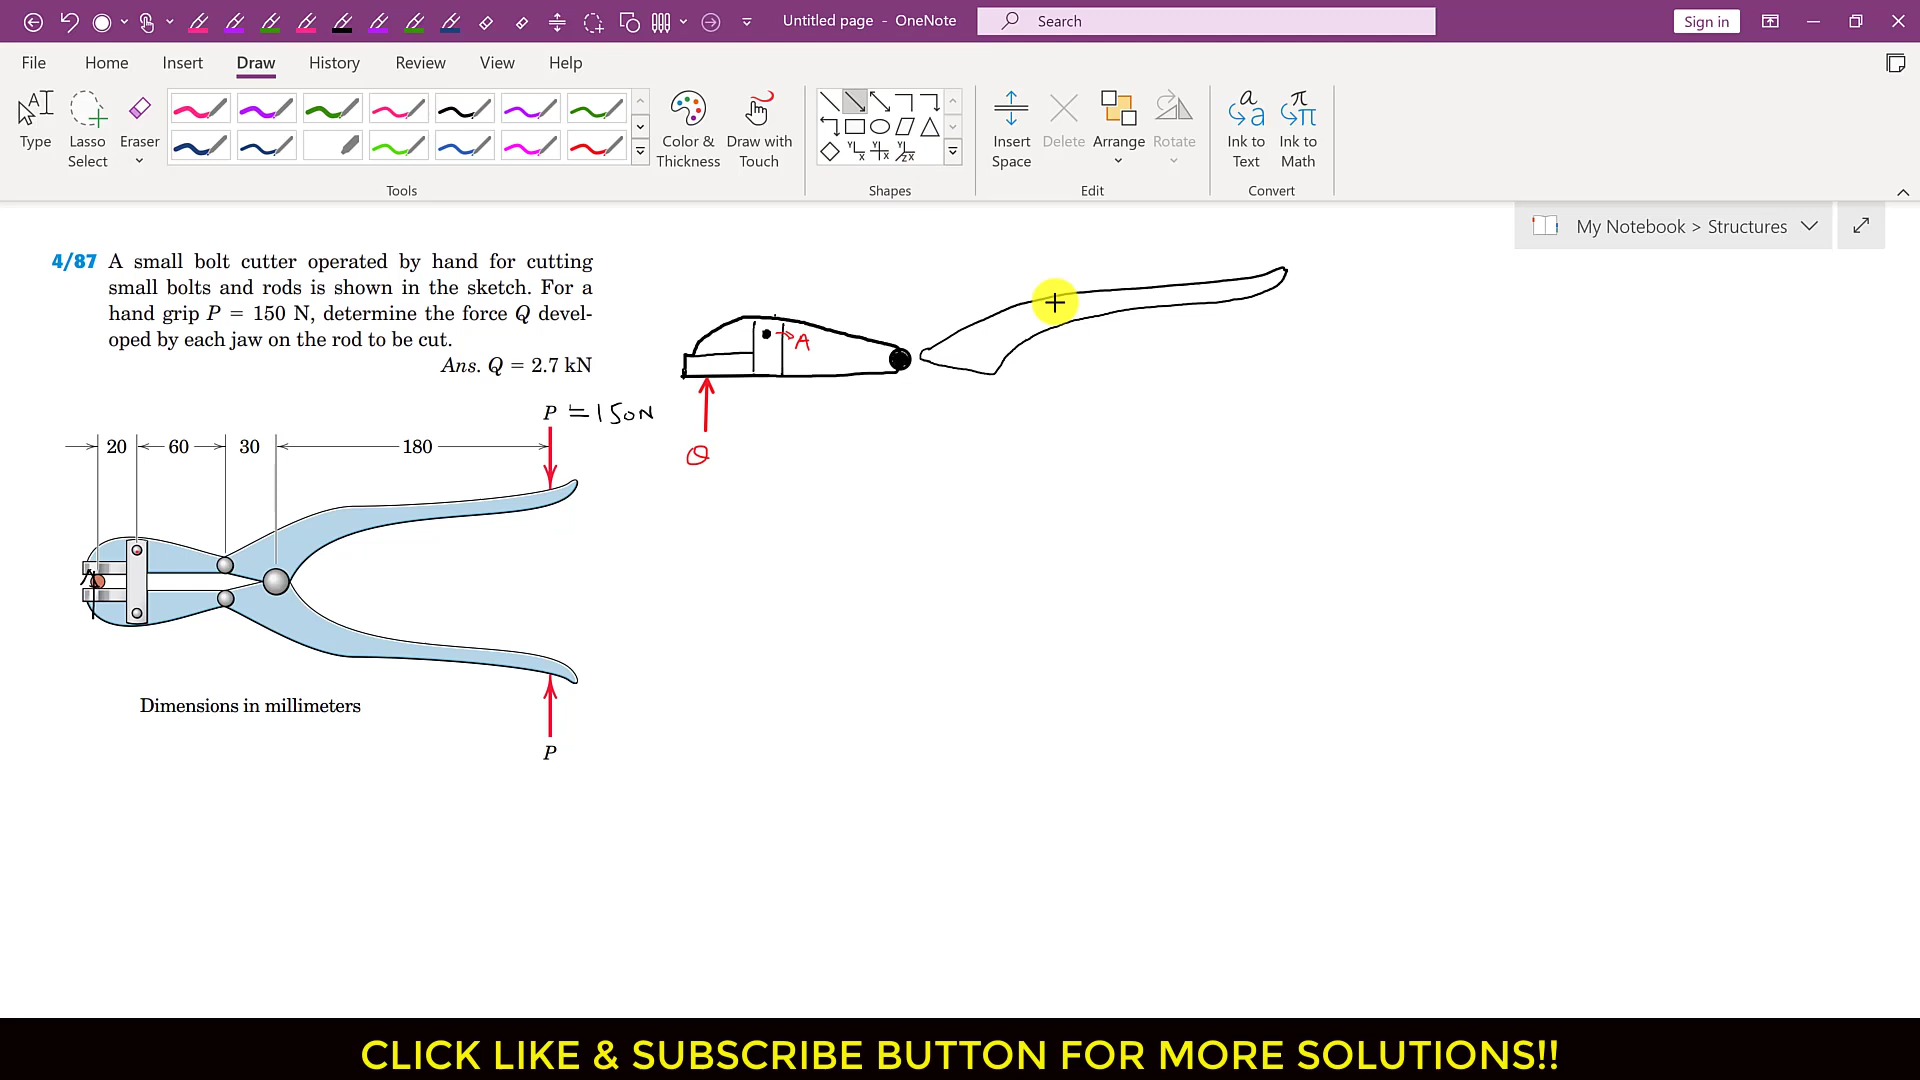 Untitled page - OneNote
Search
Sign in
File Home Insert Draw History Review View Help
Type
Lasso Select
Eraser
Color & Thickness
Draw with Touch
Insert Space
Delete
Arrange
Rotate
Ink to Text
Ink to Math
Tools
Shapes
Edit
Convert
My Notebook > Structures
4/87 A small bolt cutter operated by hand for cutting
small bolts and rods is shown in the sketch. For a
hand grip P = 150 N, determine the force Q devel-
oped by each jaw on the rod to be cut.
Ans. Q = 2.7 kN
A
Q
P = 150N
20 60 30 180
Dimensions in millimeters
P
CLICK LIKE & SUBSCRIBE BUTTON FOR MORE SOLUTIONS!!